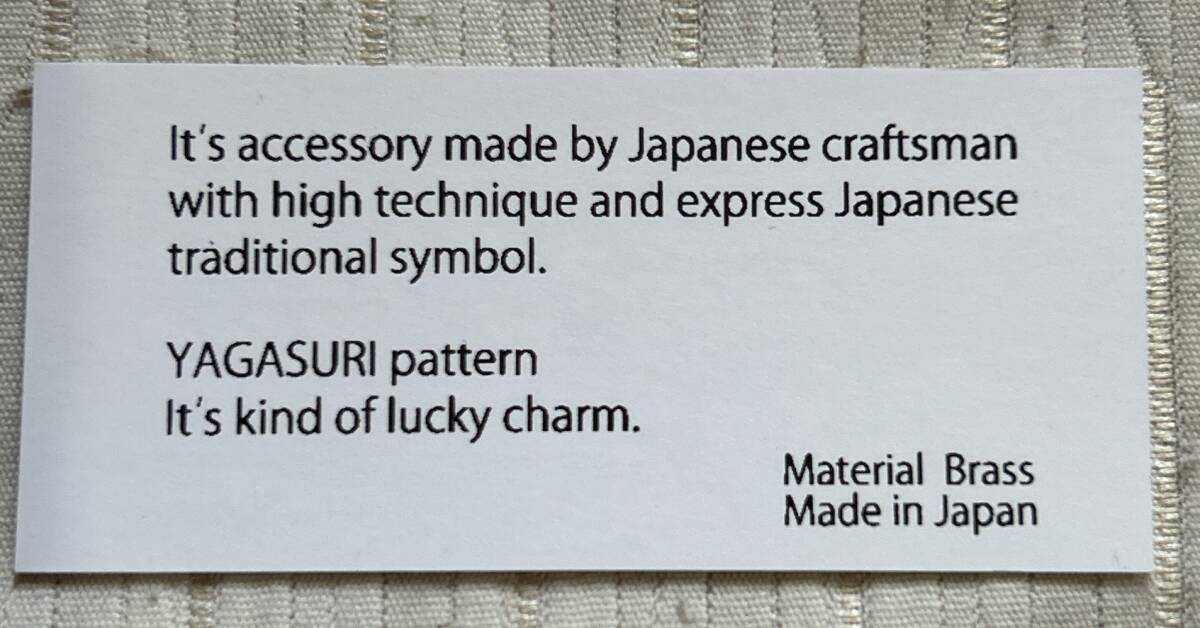 It's accessory made by Japanese craftsman
with high technique and express Japanese
traditional symbol.
YAGASURI pattern
It's kind of lucky charm.
Material Brass
Made in Japan